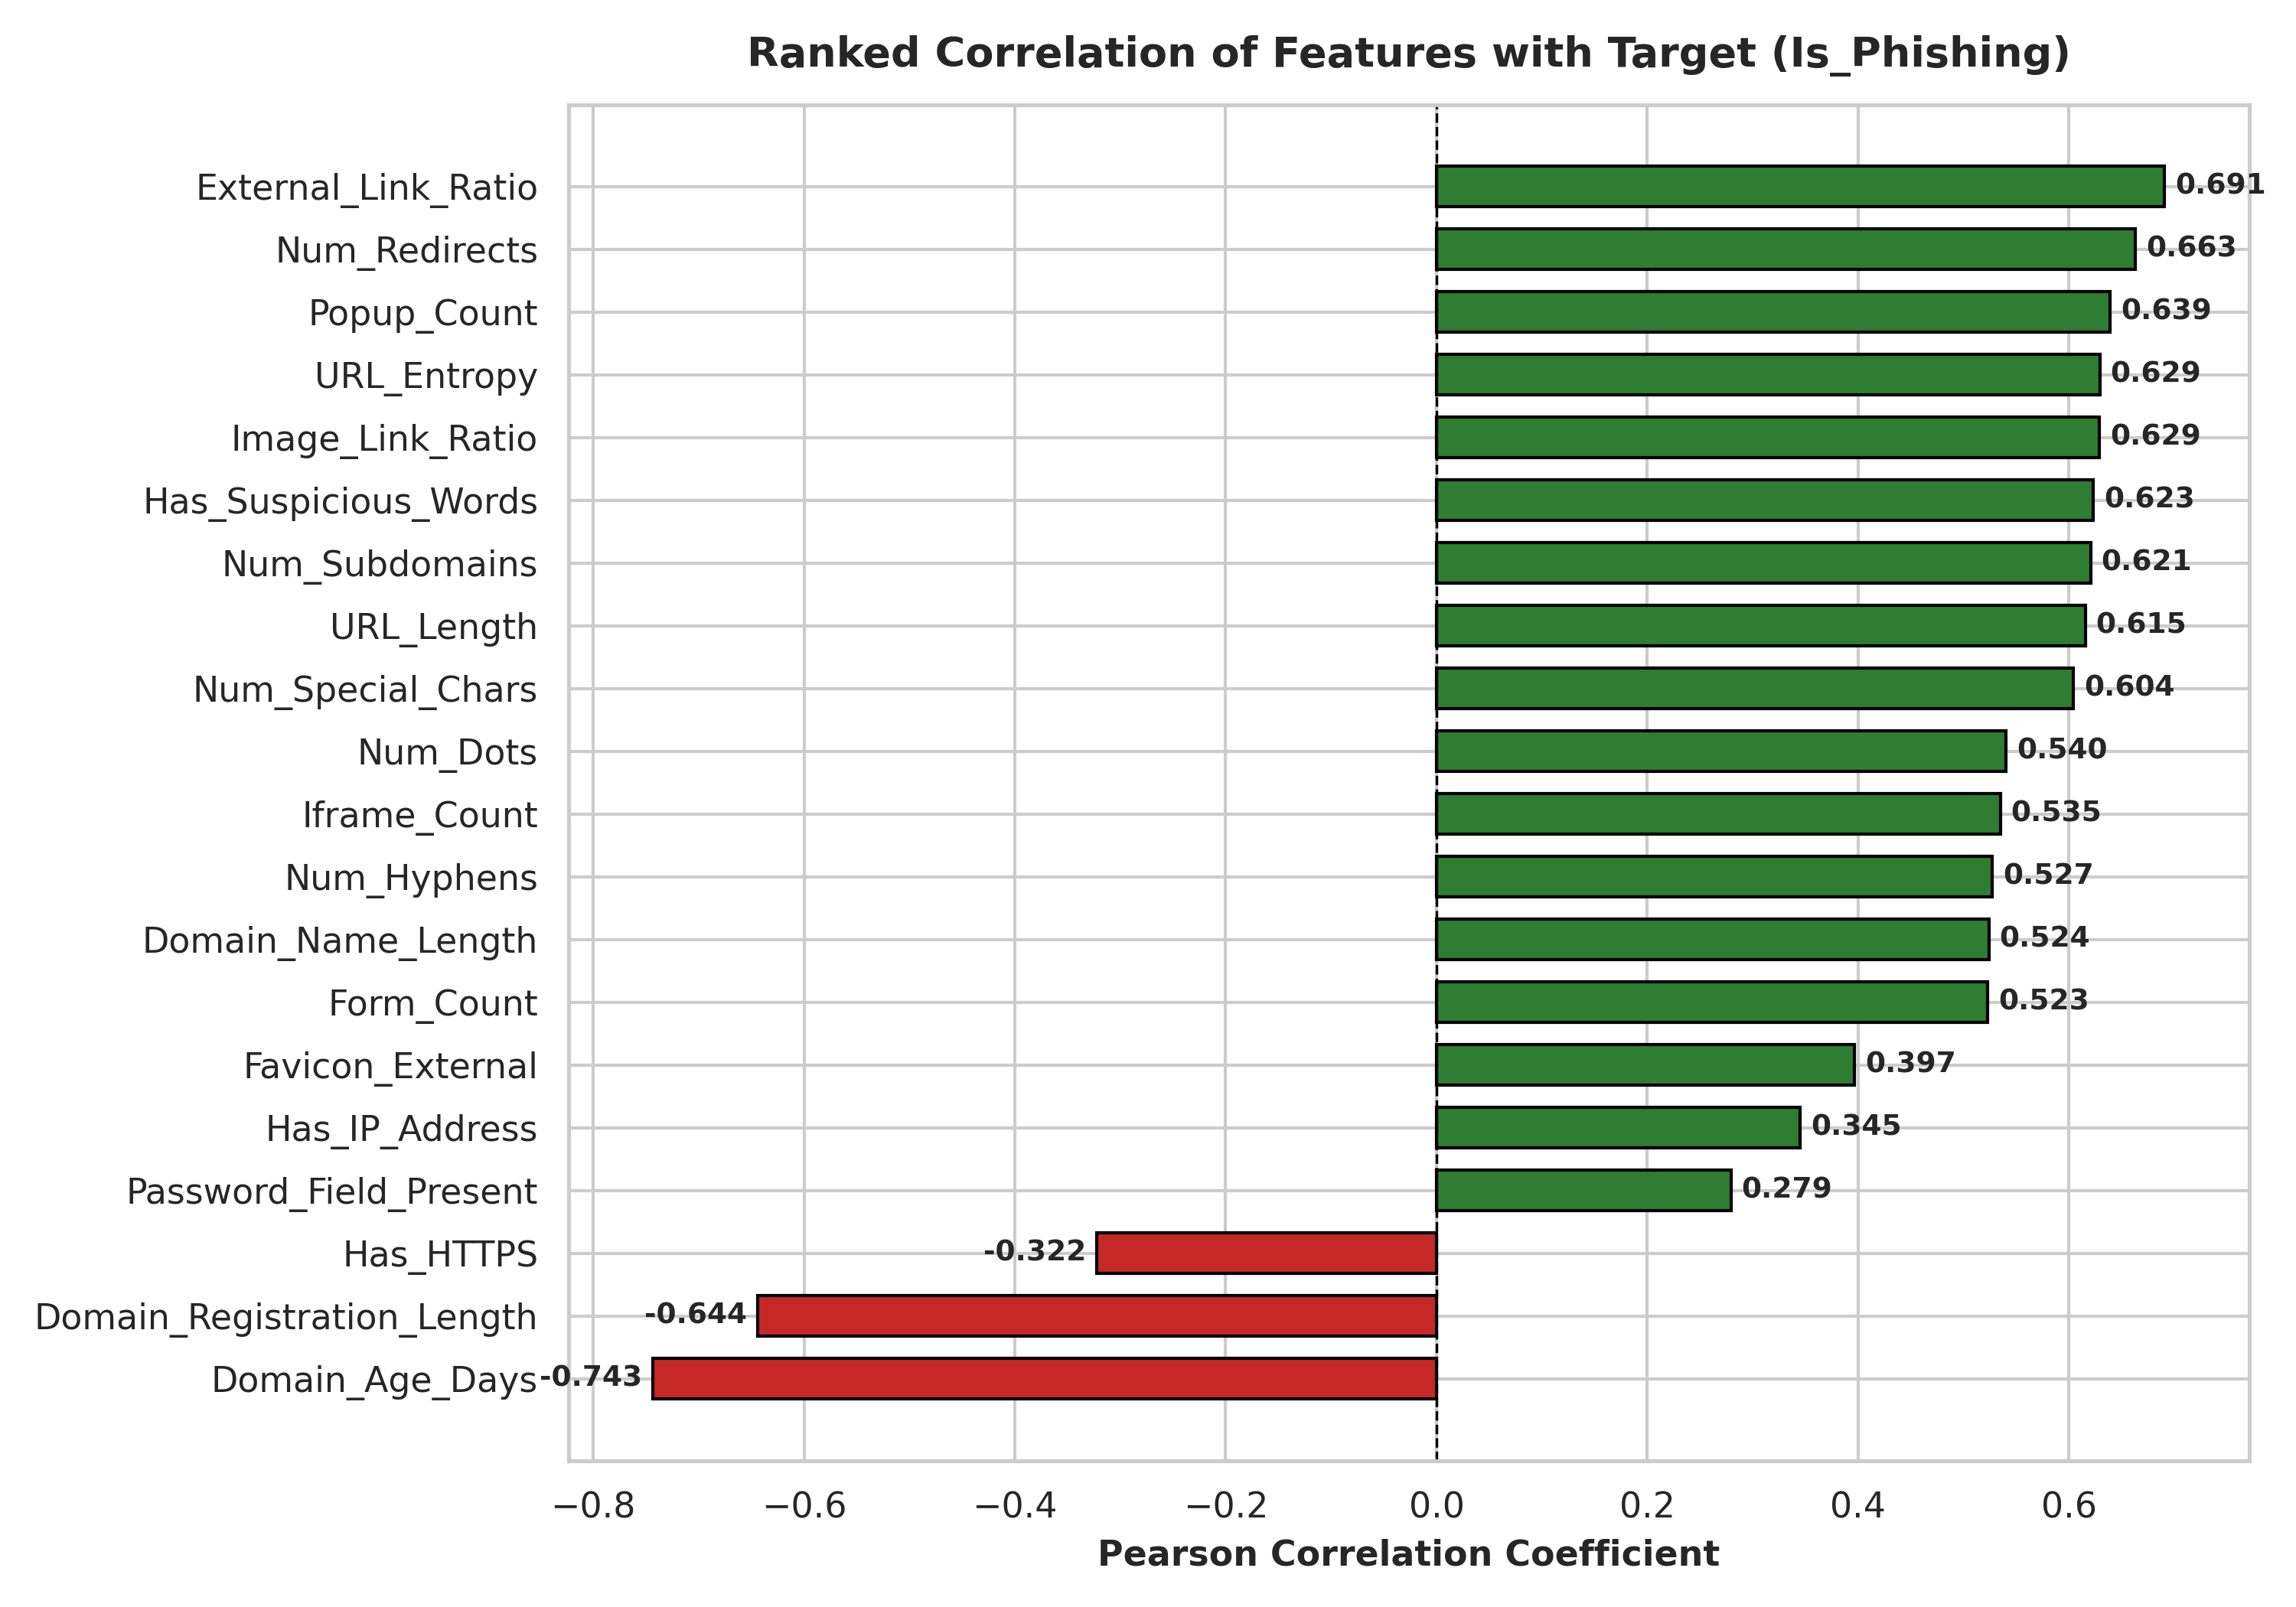 Ranked Correlation of Features with Target (Is_Phishing)
External_Link_Ratio 0.691
Num_Redirects 0.663
Popup_Count 0.639
URL_Entropy 0.629
Image_Link_Ratio 0.629
Has_Suspicious_Words 0.623
Num_Subdomains 0.621
URL_Length 0.615
Num_Special_Chars 0.604
Num_Dots 0.540
Iframe_Count 0.535
Num_Hyphens 0.527
Domain_Name_Length 0.524
Form_Count 0.523
Favicon_External 0.397
Has_IP_Address 0.345
Password_Field_Present 0.279
Has_HTTPS -0.322
Domain_Registration_Length -0.644
Domain_Age_Days -0.743
−0.8 −0.6 −0.4 −0.2 0.0 0.2 0.4 0.6
Pearson Correlation Coefficient